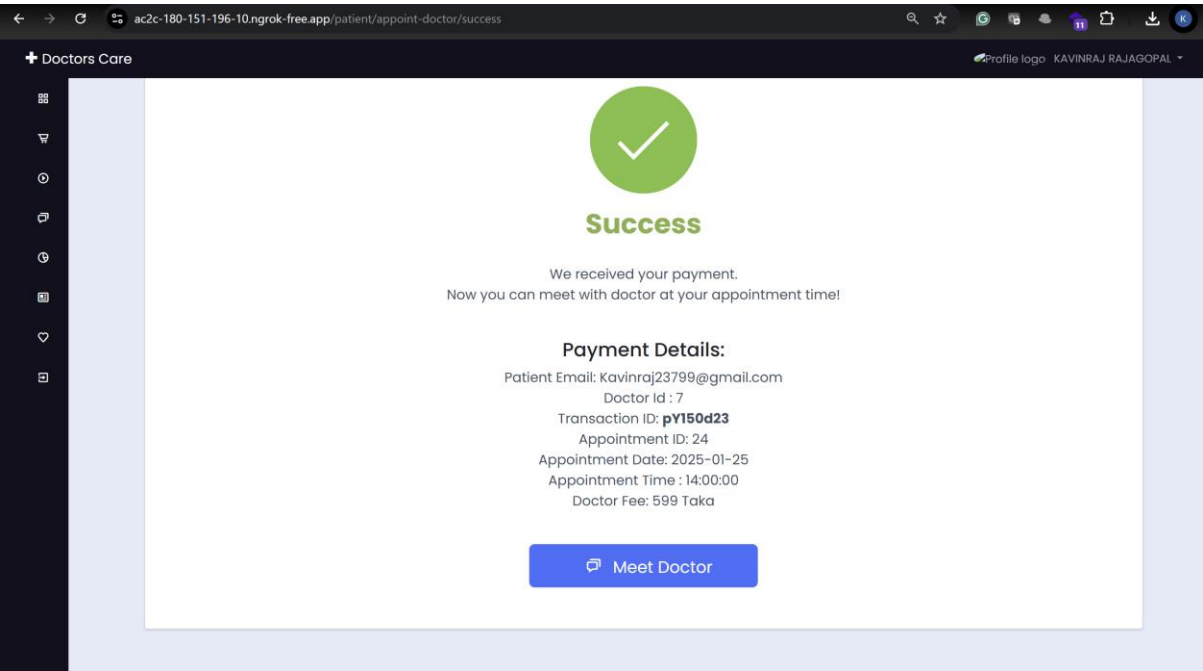 ac2c-180-151-196-10.ngrok-free.app/patient/appoint-doctor/success
11
K
Doctors Care
Profile logo KAVINRAJ RAJAGOPAL
Success
We received your payment.
Now you can meet with doctor at your appointment time!
Payment Details:
Patient Email: Kavinraj23799@gmail.com
Doctor Id : 7
Transaction ID: pY150d23
Appointment ID: 24
Appointment Date: 2025-01-25
Appointment Time : 14:00:00
Doctor Fee: 599 Taka
Meet Doctor